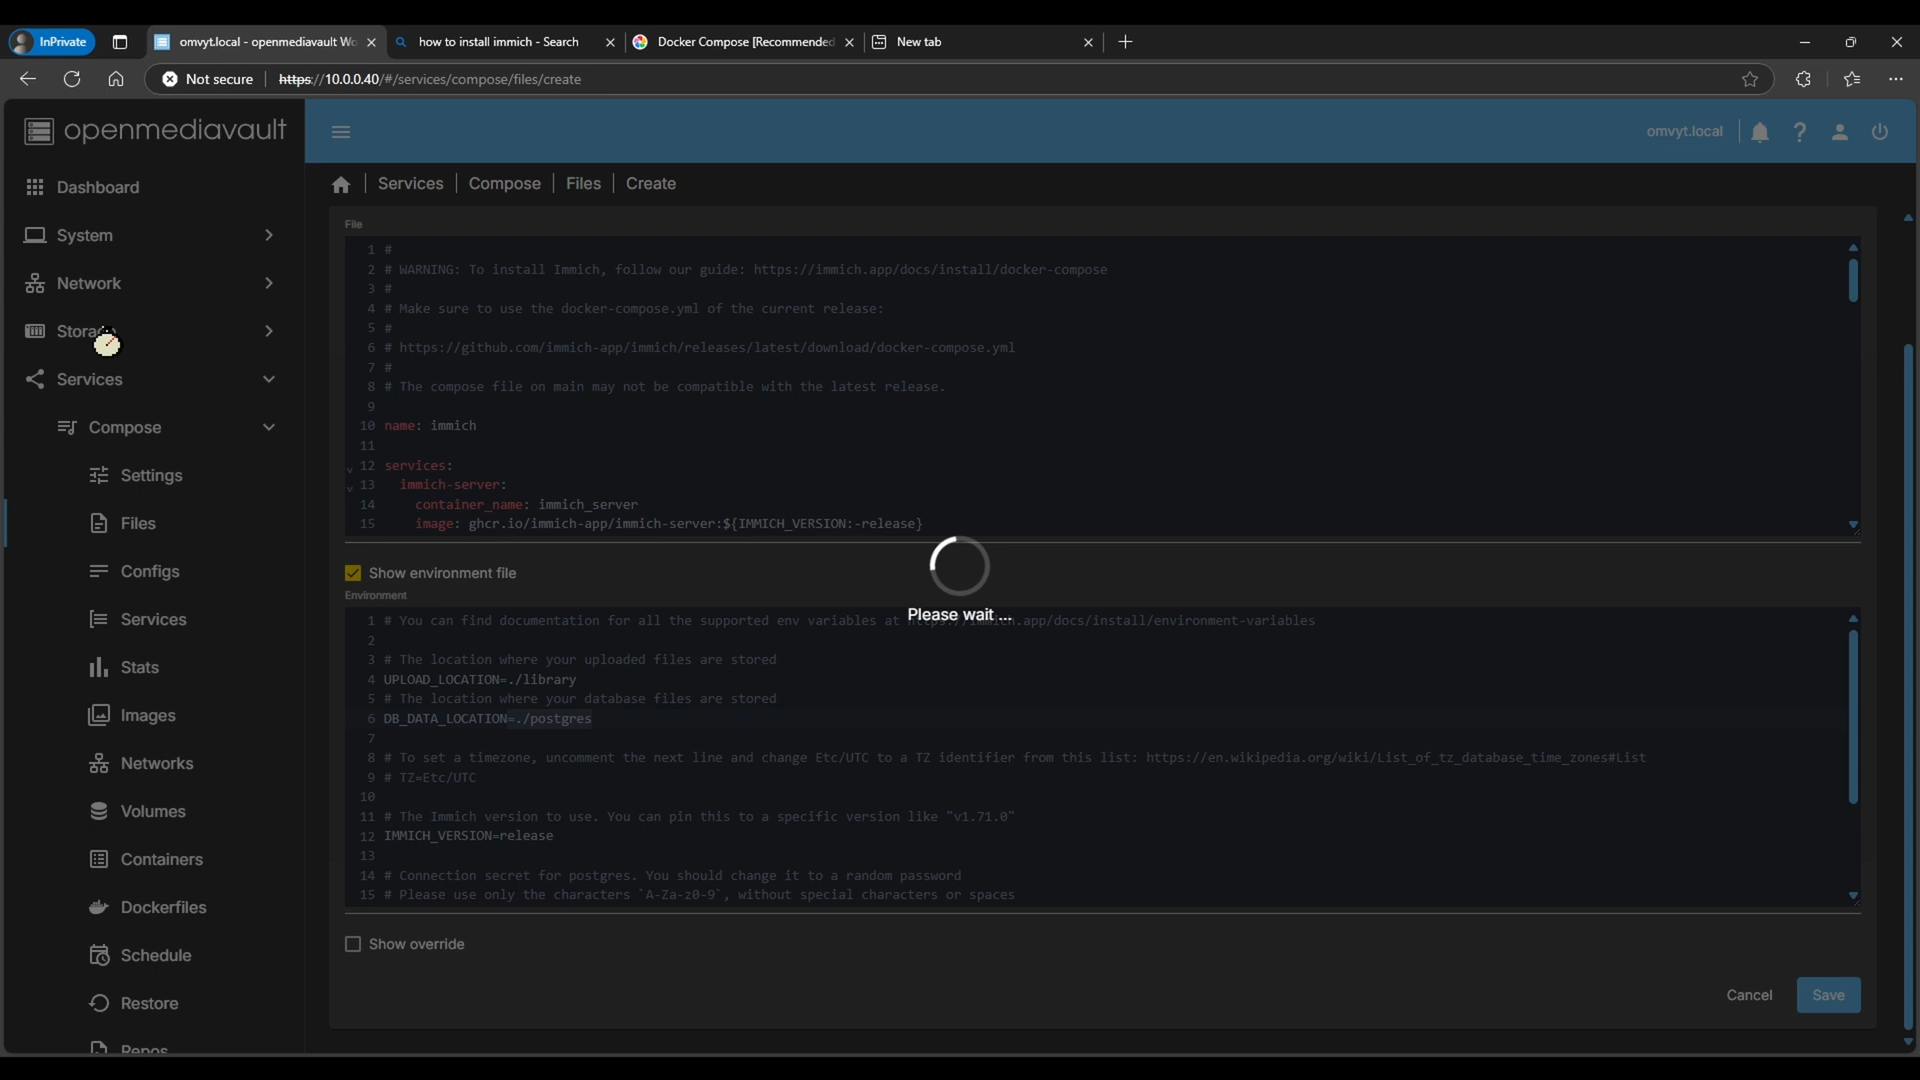 InPrivate
omvyt.local - openmediavault Wo
how to install immich - Search
Docker Compose [Recommended
New tab
Not secure
https://10.0.0.40/#/services/compose/files/create
openmediavault
omvyt.local
Services | Compose | Files | Create
Dashboard
System
Network
Storage
Services
Compose
Settings
Files
Configs
Services
Stats
Images
Networks
Volumes
Containers
Dockerfiles
Schedule
Restore
Repos
File
1 #
2 # WARNING: To install Immich, follow our guide: https://immich.app/docs/install/docker-compose
3 #
4 # Make sure to use the docker-compose.yml of the current release:
5 #
6 # https://github.com/immich-app/immich/releases/latest/download/docker-compose.yml
7 #
8 # The compose file on main may not be compatible with the latest release.
9
10 name: immich
11
12 services:
13 immich-server:
14 container_name: immich_server
15 image: ghcr.io/immich-app/immich-server:${IMMICH_VERSION:-release}
Show environment file
Environment
Please wait ...
1 # You can find documentation for all the supported env variables at https://immich.app/docs/install/environment-variables
2
3 # The location where your uploaded files are stored
4 UPLOAD_LOCATION=./library
5 # The location where your database files are stored
6 DB_DATA_LOCATION=./postgres
7
8 # To set a timezone, uncomment the next line and change Etc/UTC to a TZ identifier from this list: https://en.wikipedia.org/wiki/List_of_tz_database_time_zones#List
9 # TZ=Etc/UTC
10
11 # The Immich version to use. You can pin this to a specific version like "v1.71.0"
12 IMMICH_VERSION=release
13
14 # Connection secret for postgres. You should change it to a random password
15 # Please use only the characters `A-Za-z0-9`, without special characters or spaces
Show override
Cancel
Save